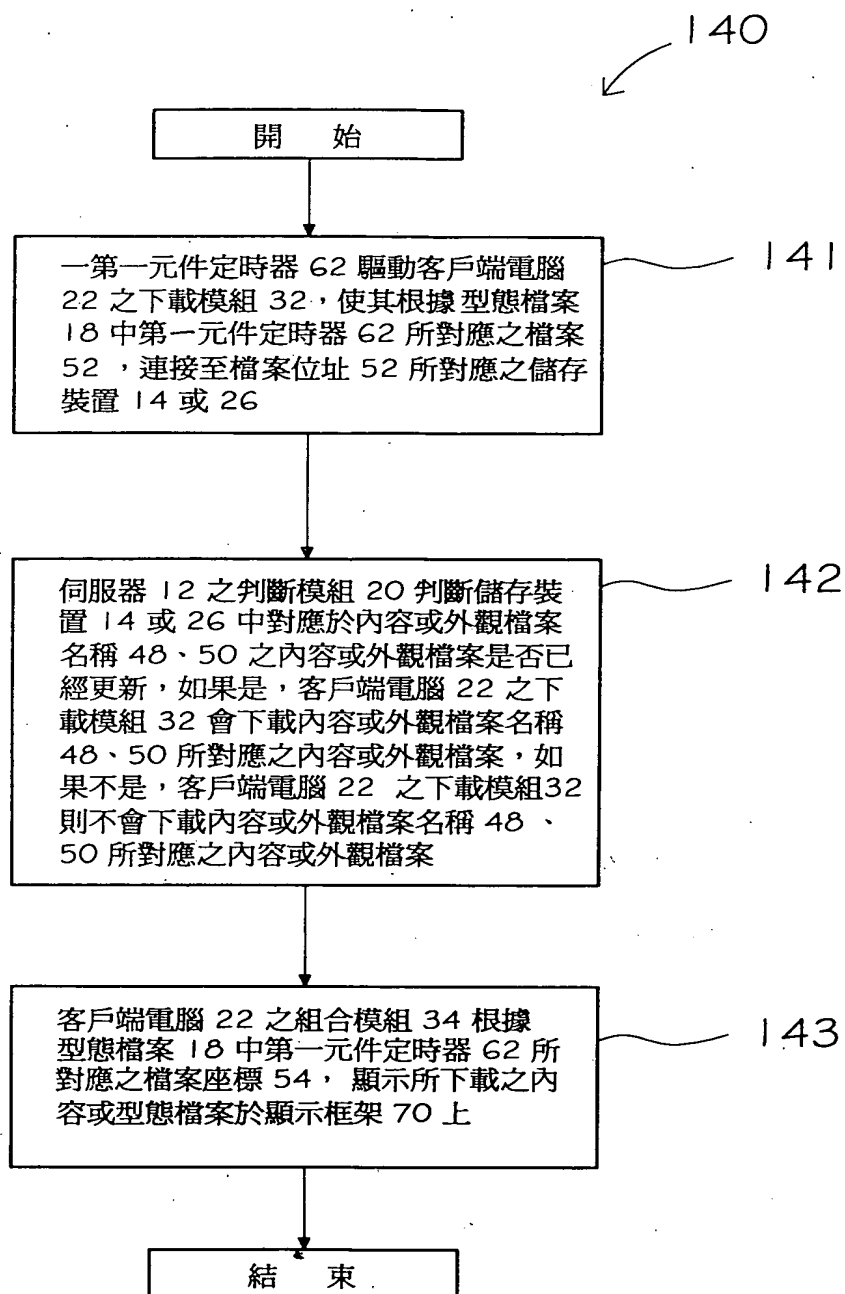 140
開 始
一第一元件定時器 62 驅動客戶端電腦
22 之下載模組 32，使其根據型態檔案
18 中第一元件定時器 62 所對應之檔案
52 ，連接至檔案位址 52 所對應之儲存
裝置 14 或 26
141
伺服器 12 之判斷模組 20 判斷儲存裝
置 14 或 26 中對應於內容或外觀檔案
名稱 48、50 之內容或外觀檔案是否已
經更新，如果是，客戶端電腦 22 之下
載模組 32 會下載內容或外觀檔案名稱
48、50 所對應之內容或外觀檔案，如
果不是，客戶端電腦 22 之下載模組32
則不會下載內容或外觀檔案名稱 48 、
50 所對應之內容或外觀檔案
142
客戶端電腦 22 之組合模組 34 根據
型態檔案 18 中第一元件定時器 62 所
對應之檔案座標 54， 顯示所下載之內
容或型態檔案於顯示框架 70 上
143
結 束